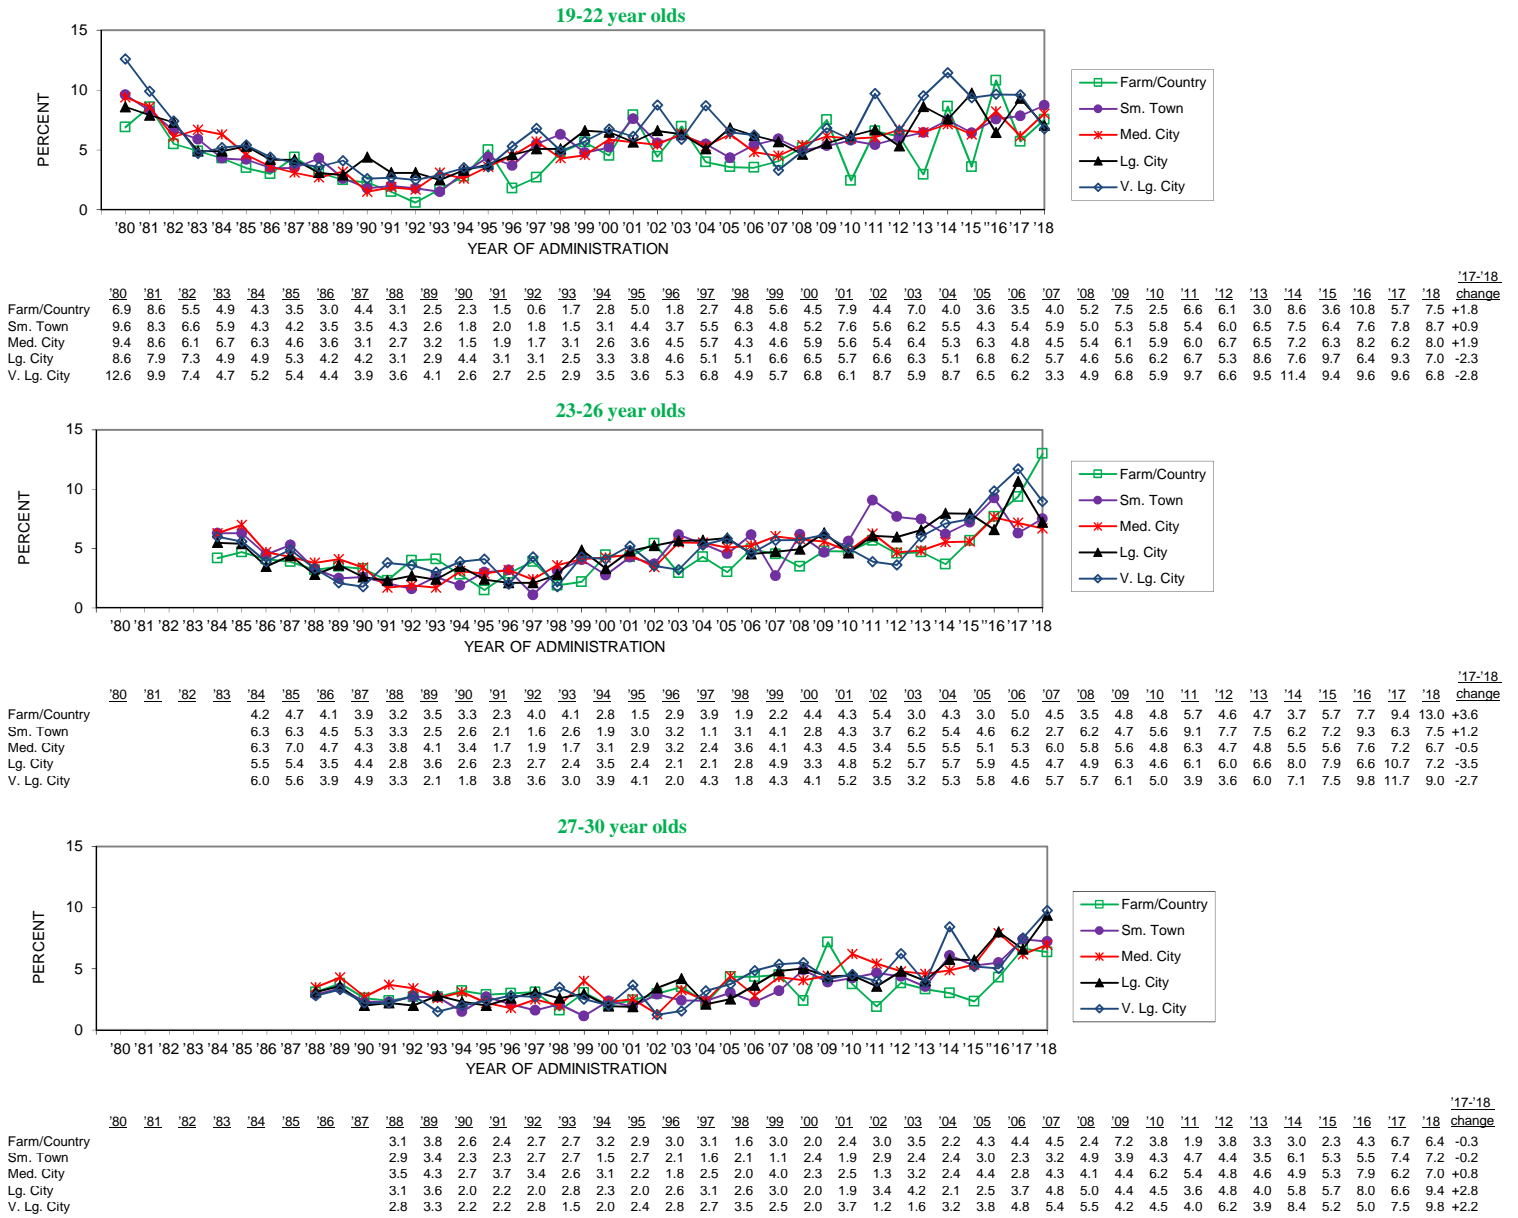 19-22 year olds
15
10
5
0
PERCENT
'80 '81 '82 '83 '84 '85 '86 '87 '88 '89 '90 '91 '92 '93 '94 '95 '96 '97 '98 '99 '00 '01 '02 '03 '04 '05 '06 '07 '08 '09 '10 '11 '12 '13 '14 '15 ''16 '17 '18
YEAR OF ADMINISTRATION
Farm/Country
Sm. Town
Med. City
Lg. City
V. Lg. City
'17-'18
'80 '81 '82 '83 '84 '85 '86 '87 '88 '89 '90 '91 '92 '93 '94 '95 '96 '97 '98 '99 '00 '01 '02 '03 '04 '05 '06 '07 '08 '09 '10 '11 '12 '13 '14 '15 '16 '17 '18 change
Farm/Country 6.9 8.6 5.5 4.9 4.3 3.5 3.0 4.4 3.1 2.5 2.3 1.5 0.6 1.7 2.8 5.0 1.8 2.7 4.8 5.6 4.5 7.9 4.4 7.0 4.0 3.6 3.5 4.0 5.2 7.5 2.5 6.6 6.1 3.0 8.6 3.6 10.8 5.7 7.5 +1.8
Sm. Town 9.6 8.3 6.6 5.9 4.3 4.2 3.5 3.5 4.3 2.6 1.8 2.0 1.8 1.5 3.1 4.4 3.7 5.5 6.3 4.8 5.2 7.6 5.6 6.2 5.5 4.3 5.4 5.9 5.0 5.3 5.8 5.4 6.0 6.5 7.5 6.4 7.6 7.8 8.7 +0.9
Med. City 9.4 8.6 6.1 6.7 6.3 4.6 3.6 3.1 2.7 3.2 1.5 1.9 1.7 3.1 2.6 3.6 4.5 5.7 4.3 4.6 5.9 5.6 5.4 6.4 5.3 6.3 4.8 4.5 5.4 6.1 5.9 6.0 6.7 6.5 7.2 6.3 8.2 6.2 8.0 +1.9
Lg. City 8.6 7.9 7.3 4.9 4.9 5.3 4.2 4.2 3.1 2.9 4.4 3.1 3.1 2.5 3.3 3.8 4.6 5.1 5.1 6.6 6.5 5.7 6.6 6.3 5.1 6.8 6.2 5.7 4.6 5.6 6.2 6.7 5.3 8.6 7.6 9.7 6.4 9.3 7.0 -2.3
V. Lg. City 12.6 9.9 7.4 4.7 5.2 5.4 4.4 3.9 3.6 4.1 2.6 2.7 2.5 2.9 3.5 3.6 5.3 6.8 4.9 5.7 6.8 6.1 8.7 5.9 8.7 6.5 6.2 3.3 4.9 6.8 5.9 9.7 6.6 9.5 11.4 9.4 9.6 9.6 6.8 -2.8
23-26 year olds
15
10
5
0
PERCENT
'80 '81 '82 '83 '84 '85 '86 '87 '88 '89 '90 '91 '92 '93 '94 '95 '96 '97 '98 '99 '00 '01 '02 '03 '04 '05 '06 '07 '08 '09 '10 '11 '12 '13 '14 '15 ''16 '17 '18
YEAR OF ADMINISTRATION
Farm/Country
Sm. Town
Med. City
Lg. City
V. Lg. City
'17-'18
'80 '81 '82 '83 '84 '85 '86 '87 '88 '89 '90 '91 '92 '93 '94 '95 '96 '97 '98 '99 '00 '01 '02 '03 '04 '05 '06 '07 '08 '09 '10 '11 '12 '13 '14 '15 '16 '17 '18 change
Farm/Country 4.2 4.7 4.1 3.9 3.2 3.5 3.3 2.3 4.0 4.1 2.8 1.5 2.9 3.9 1.9 2.2 4.4 4.3 5.4 3.0 4.3 3.0 5.0 4.5 3.5 4.8 4.8 5.7 4.6 4.7 3.7 5.7 7.7 9.4 13.0 +3.6
Sm. Town 6.3 6.3 4.5 5.3 3.3 2.5 2.6 2.1 1.6 2.6 1.9 3.0 3.2 1.1 3.1 4.1 2.8 4.3 3.7 6.2 5.4 4.6 6.2 2.7 6.2 4.7 5.6 9.1 7.7 7.5 6.2 7.2 9.3 6.3 7.5 +1.2
Med. City 6.3 7.0 4.7 4.3 3.8 4.1 3.4 1.7 1.9 1.7 3.1 2.9 3.2 2.4 3.6 4.1 4.3 4.5 3.4 5.5 5.5 5.1 5.3 6.0 5.8 5.6 4.8 6.3 4.7 4.8 5.5 5.6 7.6 7.2 6.7 -0.5
Lg. City 5.5 5.4 3.5 4.4 2.8 3.6 2.6 2.3 2.7 2.4 3.5 2.4 2.1 2.1 2.8 4.9 3.3 4.8 5.2 5.7 5.7 5.9 4.5 4.7 4.9 6.3 4.6 6.1 6.0 6.6 8.0 7.9 6.6 10.7 7.2 -3.5
V. Lg. City 6.0 5.6 3.9 4.9 3.3 2.1 1.8 3.8 3.6 3.0 3.9 4.1 2.0 4.3 1.8 4.3 4.1 5.2 3.5 3.2 5.3 5.8 4.6 5.7 5.7 6.1 5.0 3.9 3.6 6.0 7.1 7.5 9.8 11.7 9.0 -2.7
27-30 year olds
15
10
5
0
PERCENT
'80 '81 '82 '83 '84 '85 '86 '87 '88 '89 '90 '91 '92 '93 '94 '95 '96 '97 '98 '99 '00 '01 '02 '03 '04 '05 '06 '07 '08 '09 '10 '11 '12 '13 '14 '15 ''16 '17 '18
YEAR OF ADMINISTRATION
Farm/Country
Sm. Town
Med. City
Lg. City
V. Lg. City
'17-'18
'80 '81 '82 '83 '84 '85 '86 '87 '88 '89 '90 '91 '92 '93 '94 '95 '96 '97 '98 '99 '00 '01 '02 '03 '04 '05 '06 '07 '08 '09 '10 '11 '12 '13 '14 '15 '16 '17 '18 change
Farm/Country 3.1 3.8 2.6 2.4 2.7 2.7 3.2 2.9 3.0 3.1 1.6 3.0 2.0 2.4 3.0 3.5 2.2 4.3 4.4 4.5 2.4 7.2 3.8 1.9 3.8 3.3 3.0 2.3 4.3 6.7 6.4 -0.3
Sm. Town 2.9 3.4 2.3 2.3 2.7 2.7 1.5 2.7 2.1 1.6 2.1 1.1 2.4 1.9 2.9 2.4 2.4 3.0 2.3 3.2 4.9 3.9 4.3 4.7 4.4 3.5 6.1 5.3 5.5 7.4 7.2 -0.2
Med. City 3.5 4.3 2.7 3.7 3.4 2.6 3.1 2.2 1.8 2.5 2.0 4.0 2.3 2.5 1.3 3.2 2.4 4.4 2.8 4.3 4.1 4.4 6.2 5.4 4.8 4.6 4.9 5.3 7.9 6.2 7.0 +0.8
Lg. City 3.1 3.6 2.0 2.2 2.0 2.8 2.3 2.0 2.6 3.1 2.6 3.0 2.0 1.9 3.4 4.2 2.1 2.5 3.7 4.8 5.0 4.4 4.5 3.6 4.8 4.0 5.8 5.7 8.0 6.6 9.4 +2.8
V. Lg. City 2.8 3.3 2.2 2.2 2.8 1.5 2.0 2.4 2.8 2.7 3.5 2.5 2.0 3.7 1.2 1.6 3.2 3.8 4.8 5.4 5.5 4.2 4.5 4.0 6.2 3.9 8.4 5.2 5.0 7.5 9.8 +2.2